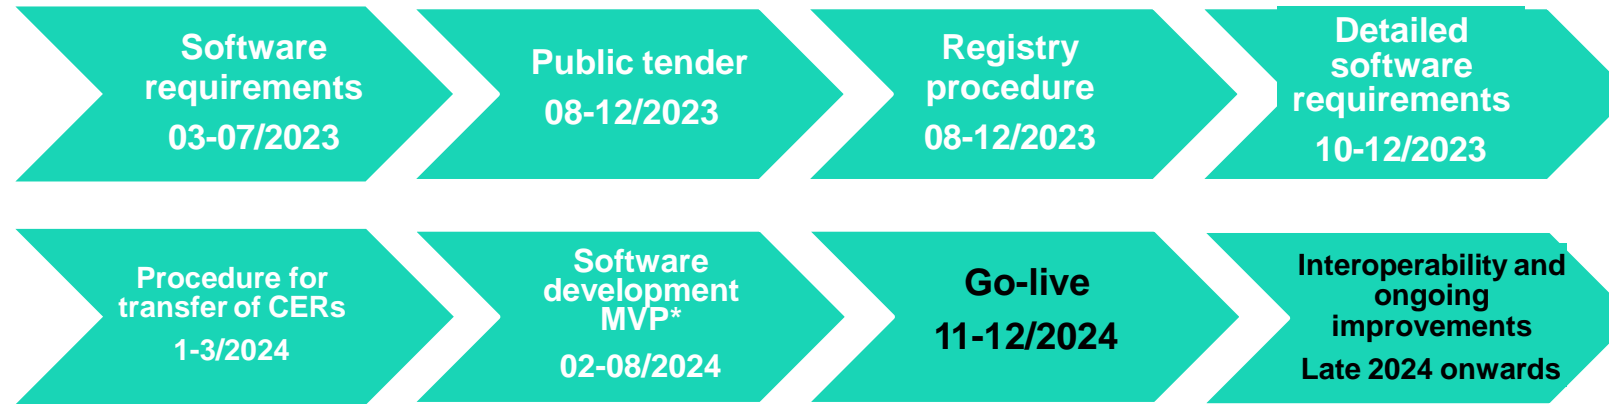 Software
requirements
03-07/2023
Public tender
08-12/2023
Registry
procedure
08-12/2023
Detailed
software
requirements
10-12/2023
Procedure for
transfer of CERs
1-3/2024
Software
development
MVP*
02-08/2024
Go-live
11-12/2024
Interoperability and
ongoing
improvements
Late 2024 onwards